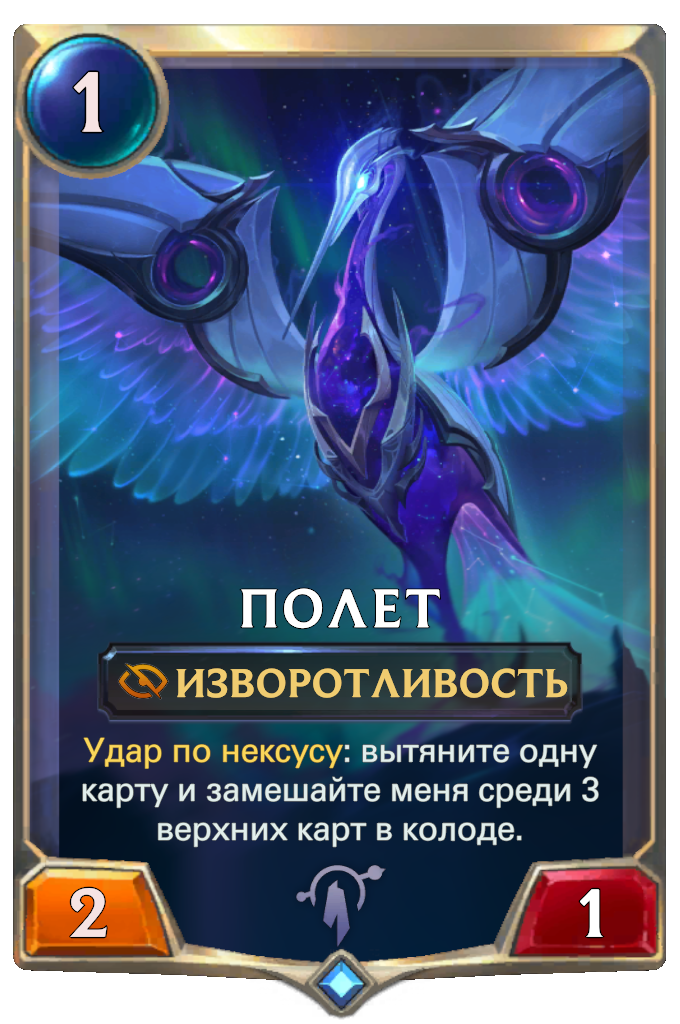 1
ПОЛЕТ
ИЗВОРОТЛИВОСТЬ
Удар по нексусу: вытяните одну
карту и замешайте меня среди 3
верхних карт в колоде.
2
1